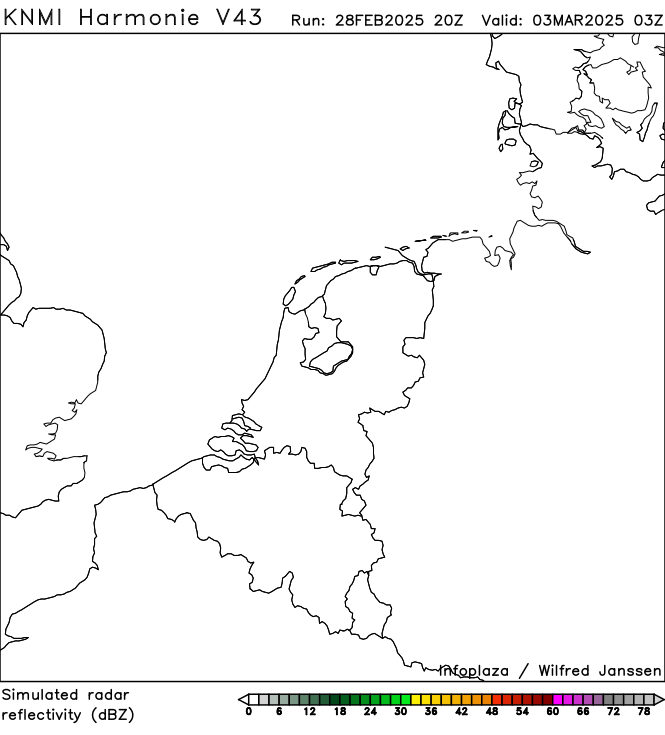 KNMI Harmonie V43 Run: 28FEB2025 20Z Valid: 03MAR2025 03Z
infoplaza / Wilfred Janssen
Simulated radar
reflectivity (dBZ)
0 6 12 18 24 30 36 42 48 54 60 66 72 78